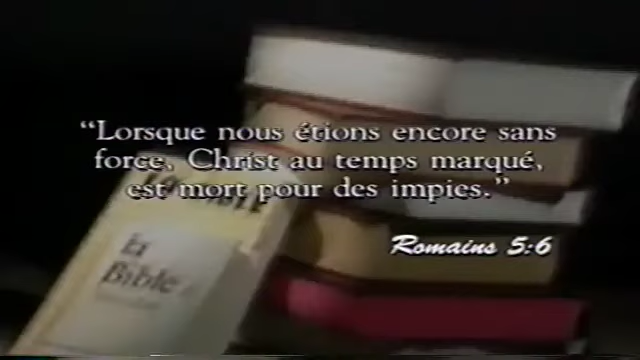 “Lorsque nous étions encore sans
force, Christ au temps marqué,
est mort pour des impies.”
Romains 5:6
la
Bible